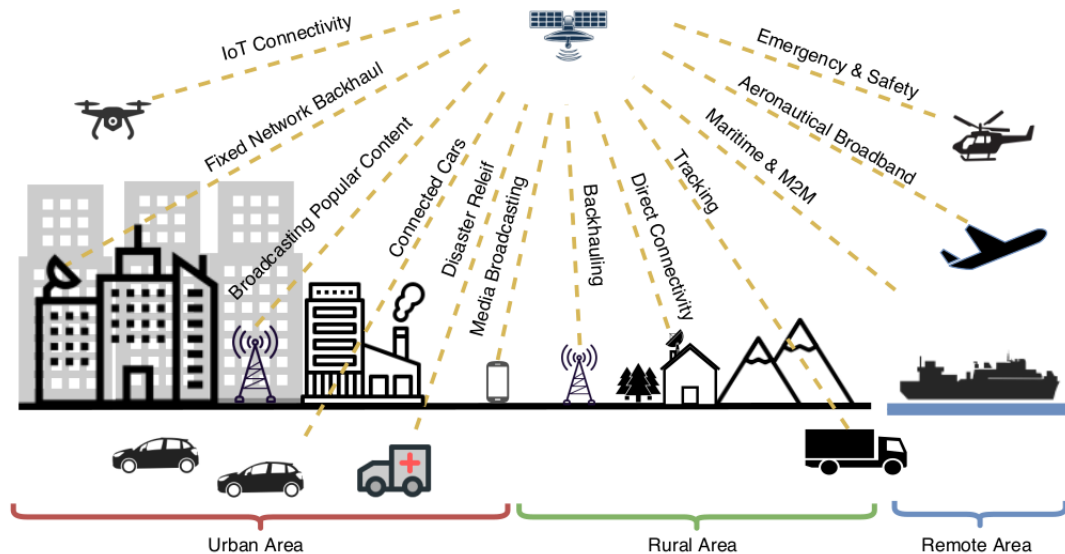 IoT Connectivity
Fixed Network Backhaul
Broadcasting Popular Content
Connected Cars
Disaster Releif
Media Broadcasting
Backhauling
Direct Connectivity
Tracking
Maritime & M2M
Aeronautical Broadband
Emergency & Safety
Urban Area
Rural Area
Remote Area